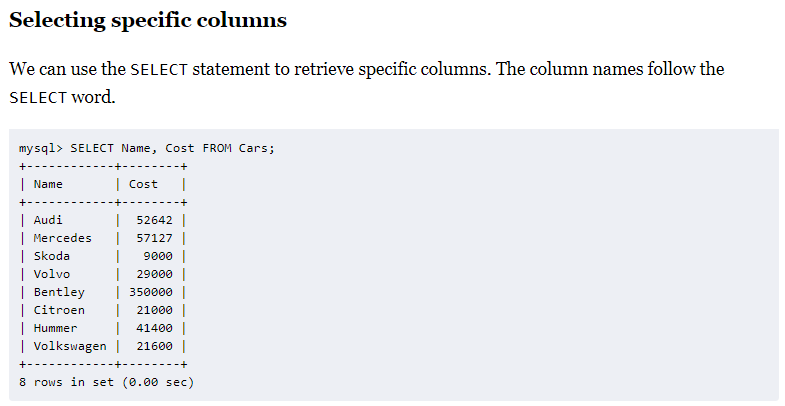 Selecting specific columns
We can use the SELECT statement to retrieve specific columns. The column names follow the
SELECT word.
mysql> SELECT Name, Cost FROM Cars;
+------------+--------+
| Name       | Cost   |
+------------+--------+
| Audi       |  52642 |
| Mercedes   |  57127 |
| Skoda      |   9000 |
| Volvo      |  29000 |
| Bentley    | 350000 |
| Citroen    |  21000 |
| Hummer     |  41400 |
| Volkswagen |  21600 |
+------------+--------+
8 rows in set (0.00 sec)